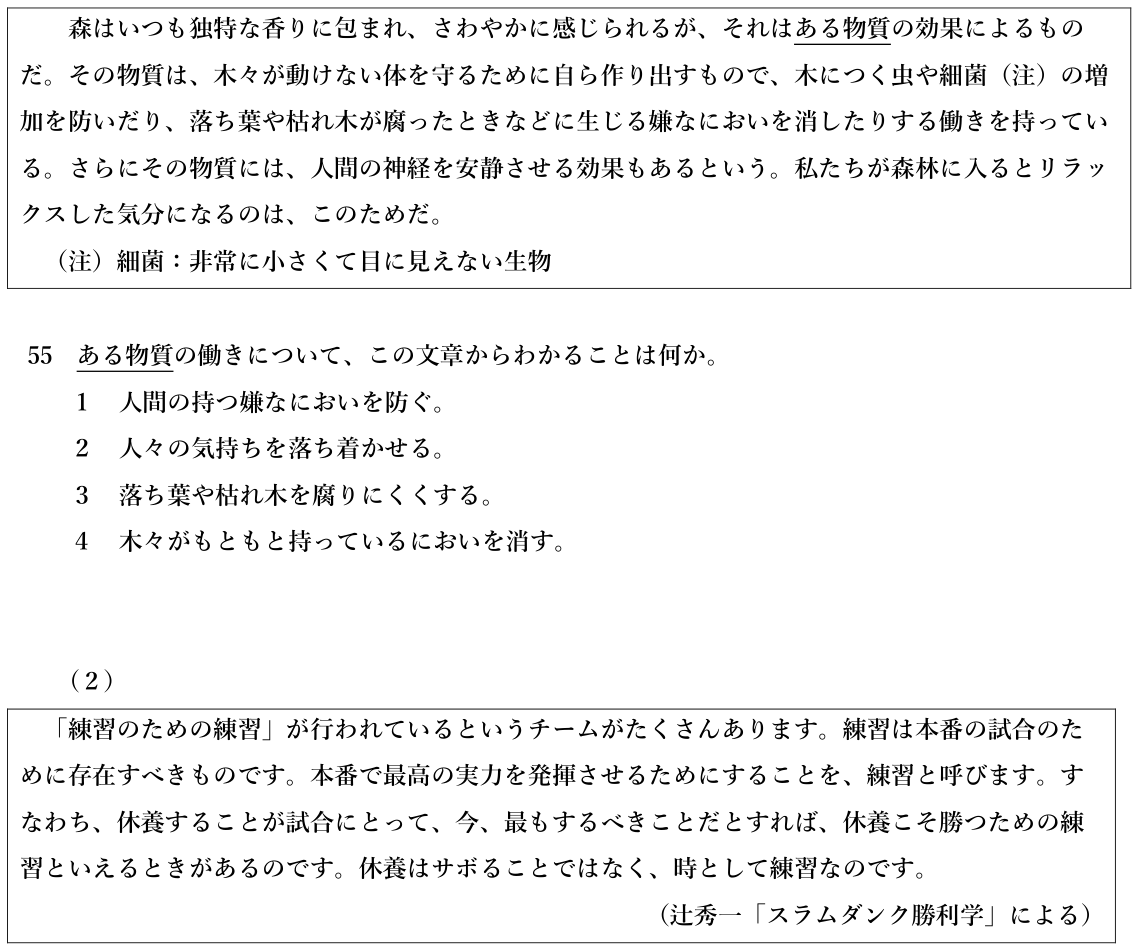 森はいつも独特な香りに包まれ、さわやかに感じられるが、それはある物質の効果によるもの
だ。その物質は、木々が動けない体を守るために自ら作り出すもので、木につく虫や細菌（注）の増
加を防いだり、落ち葉や枯れ木が腐ったときなどに生じる嫌なにおいを消したりする働きを持ってい
る。さらにその物質には、人間の神経を安静させる効果もあるという。私たちが森林に入るとリラッ
クスした気分になるのは、このためだ。
（注）細菌：非常に小さくて目に見えない生物
55 ある物質の働きについて、この文章からわかることは何か。
1 人間の持つ嫌なにおいを防ぐ。
2 人々の気持ちを落ち着かせる。
3 落ち葉や枯れ木を腐りにくくする。
4 木々がもともと持っているにおいを消す。
（2）
「練習のための練習」が行われているというチームがたくさんあります。練習は本番の試合のた
めに存在すべきものです。本番で最高の実力を発揮させるためにすることを、練習と呼びます。す
なわち、休養することが試合にとって、今、最もするべきことだとすれば、休養こそ勝つための練
習といえるときがあるのです。休養はサボることではなく、時として練習なのです。
（辻秀一「スラムダンク勝利学」による）